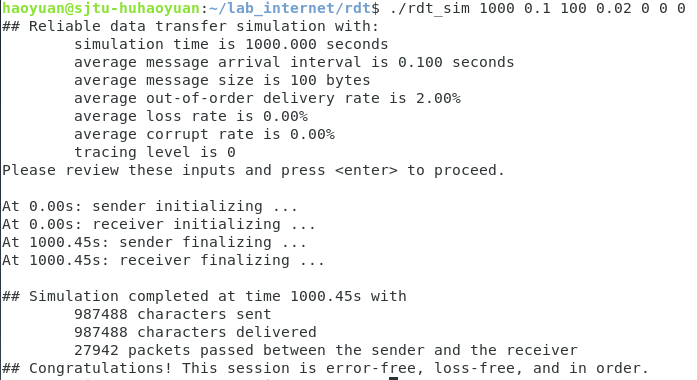 haoyuan@sjtu-huhaoyuan:~/lab_internet/rdt$ ./rdt_sim 1000 0.1 100 0.02 0 0 0
## Reliable data transfer simulation with:
simulation time is 1000.000 seconds
average message arrival interval is 0.100 seconds
average message size is 100 bytes
average out-of-order delivery rate is 2.00%
average loss rate is 0.00%
average corrupt rate is 0.00%
tracing level is 0
Please review these inputs and press <enter> to proceed.
At 0.00s: sender initializing ...
At 0.00s: receiver initializing ...
At 1000.45s: sender finalizing ...
At 1000.45s: receiver finalizing ...
## Simulation completed at time 1000.45s with
987488 characters sent
987488 characters delivered
27942 packets passed between the sender and the receiver
## Congratulations! This session is error-free, loss-free, and in order.